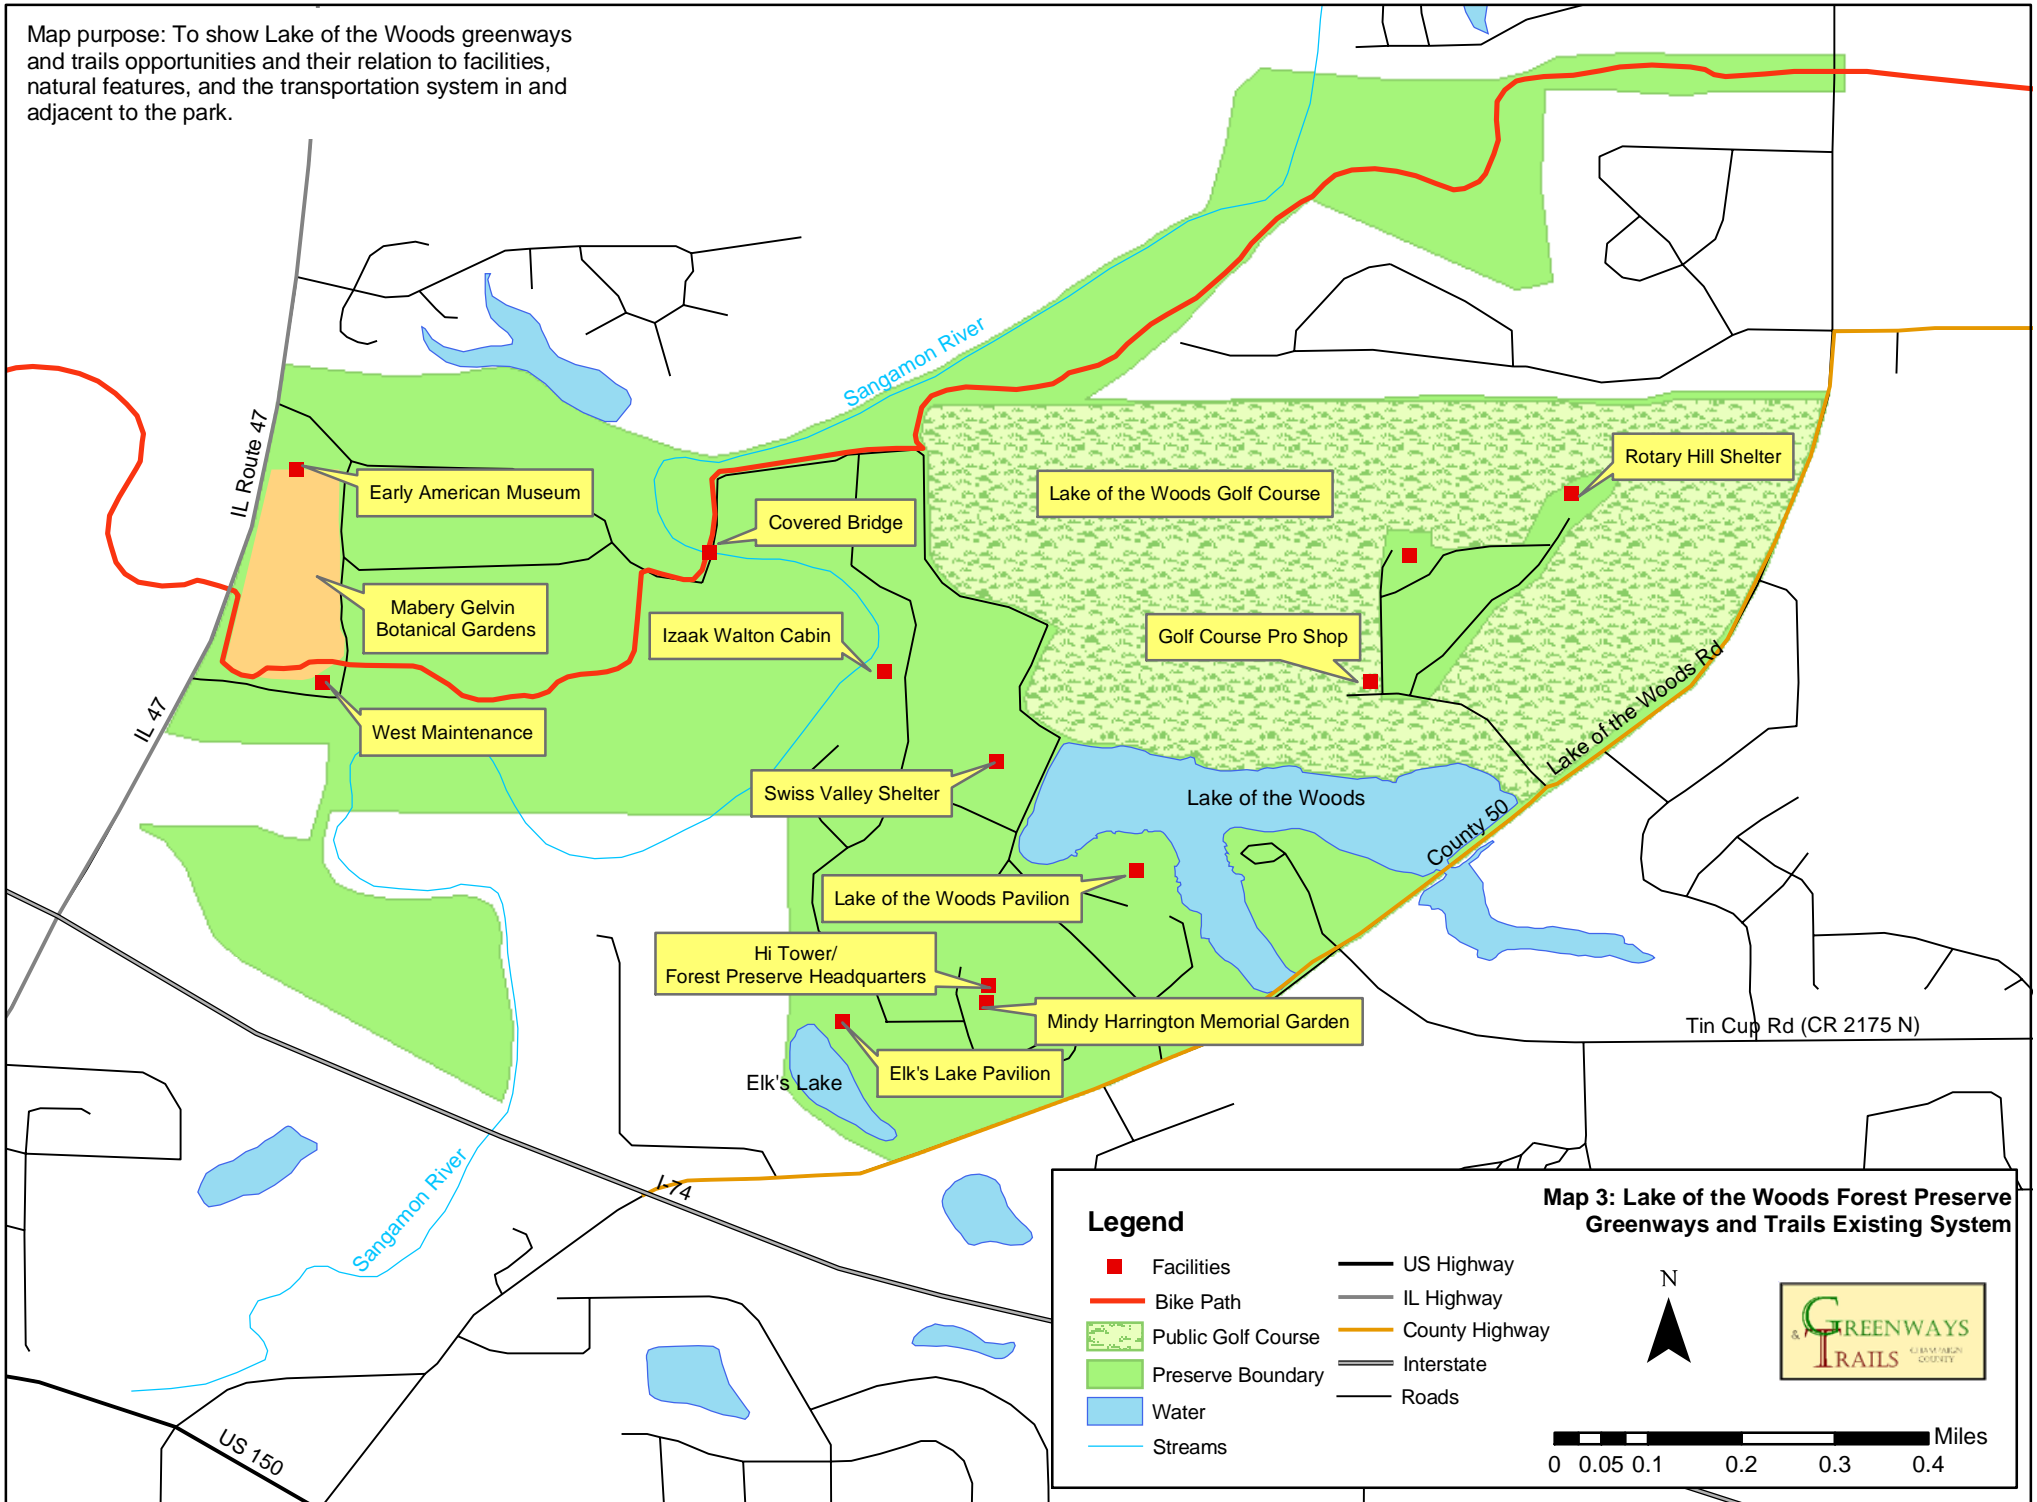 Map purpose: To show Lake of the Woods greenways
and trails opportunities and their relation to facilities,
natural features, and the transportation system in and
adjacent to the park.
Sangamon River
IL Route 47
Early American Museum
Covered Bridge
Lake of the Woods Golf Course
Rotary Hill Shelter
Mabery Gelvin
Botanical Gardens
Izaak Walton Cabin
Golf Course Pro Shop
IL 47
West Maintenance
Lake of the Woods Rd
Swiss Valley Shelter
Lake of the Woods
County 50
Lake of the Woods Pavilion
Hi Tower/
Forest Preserve Headquarters
Mindy Harrington Memorial Garden
Tin Cup Rd (CR 2175 N)
Elk's Lake
Elk's Lake Pavilion
Sangamon River
I-74
US 150
Map 3: Lake of the Woods Forest Preserve
Greenways and Trails Existing System
Legend
Facilities
Bike Path
Public Golf Course
Preserve Boundary
Water
Streams
US Highway
IL Highway
County Highway
Interstate
Roads
N
GREENWAYS
& TRAILS
CHAMPAIGN
COUNTY
Miles
0 0.05 0.1 0.2 0.3 0.4